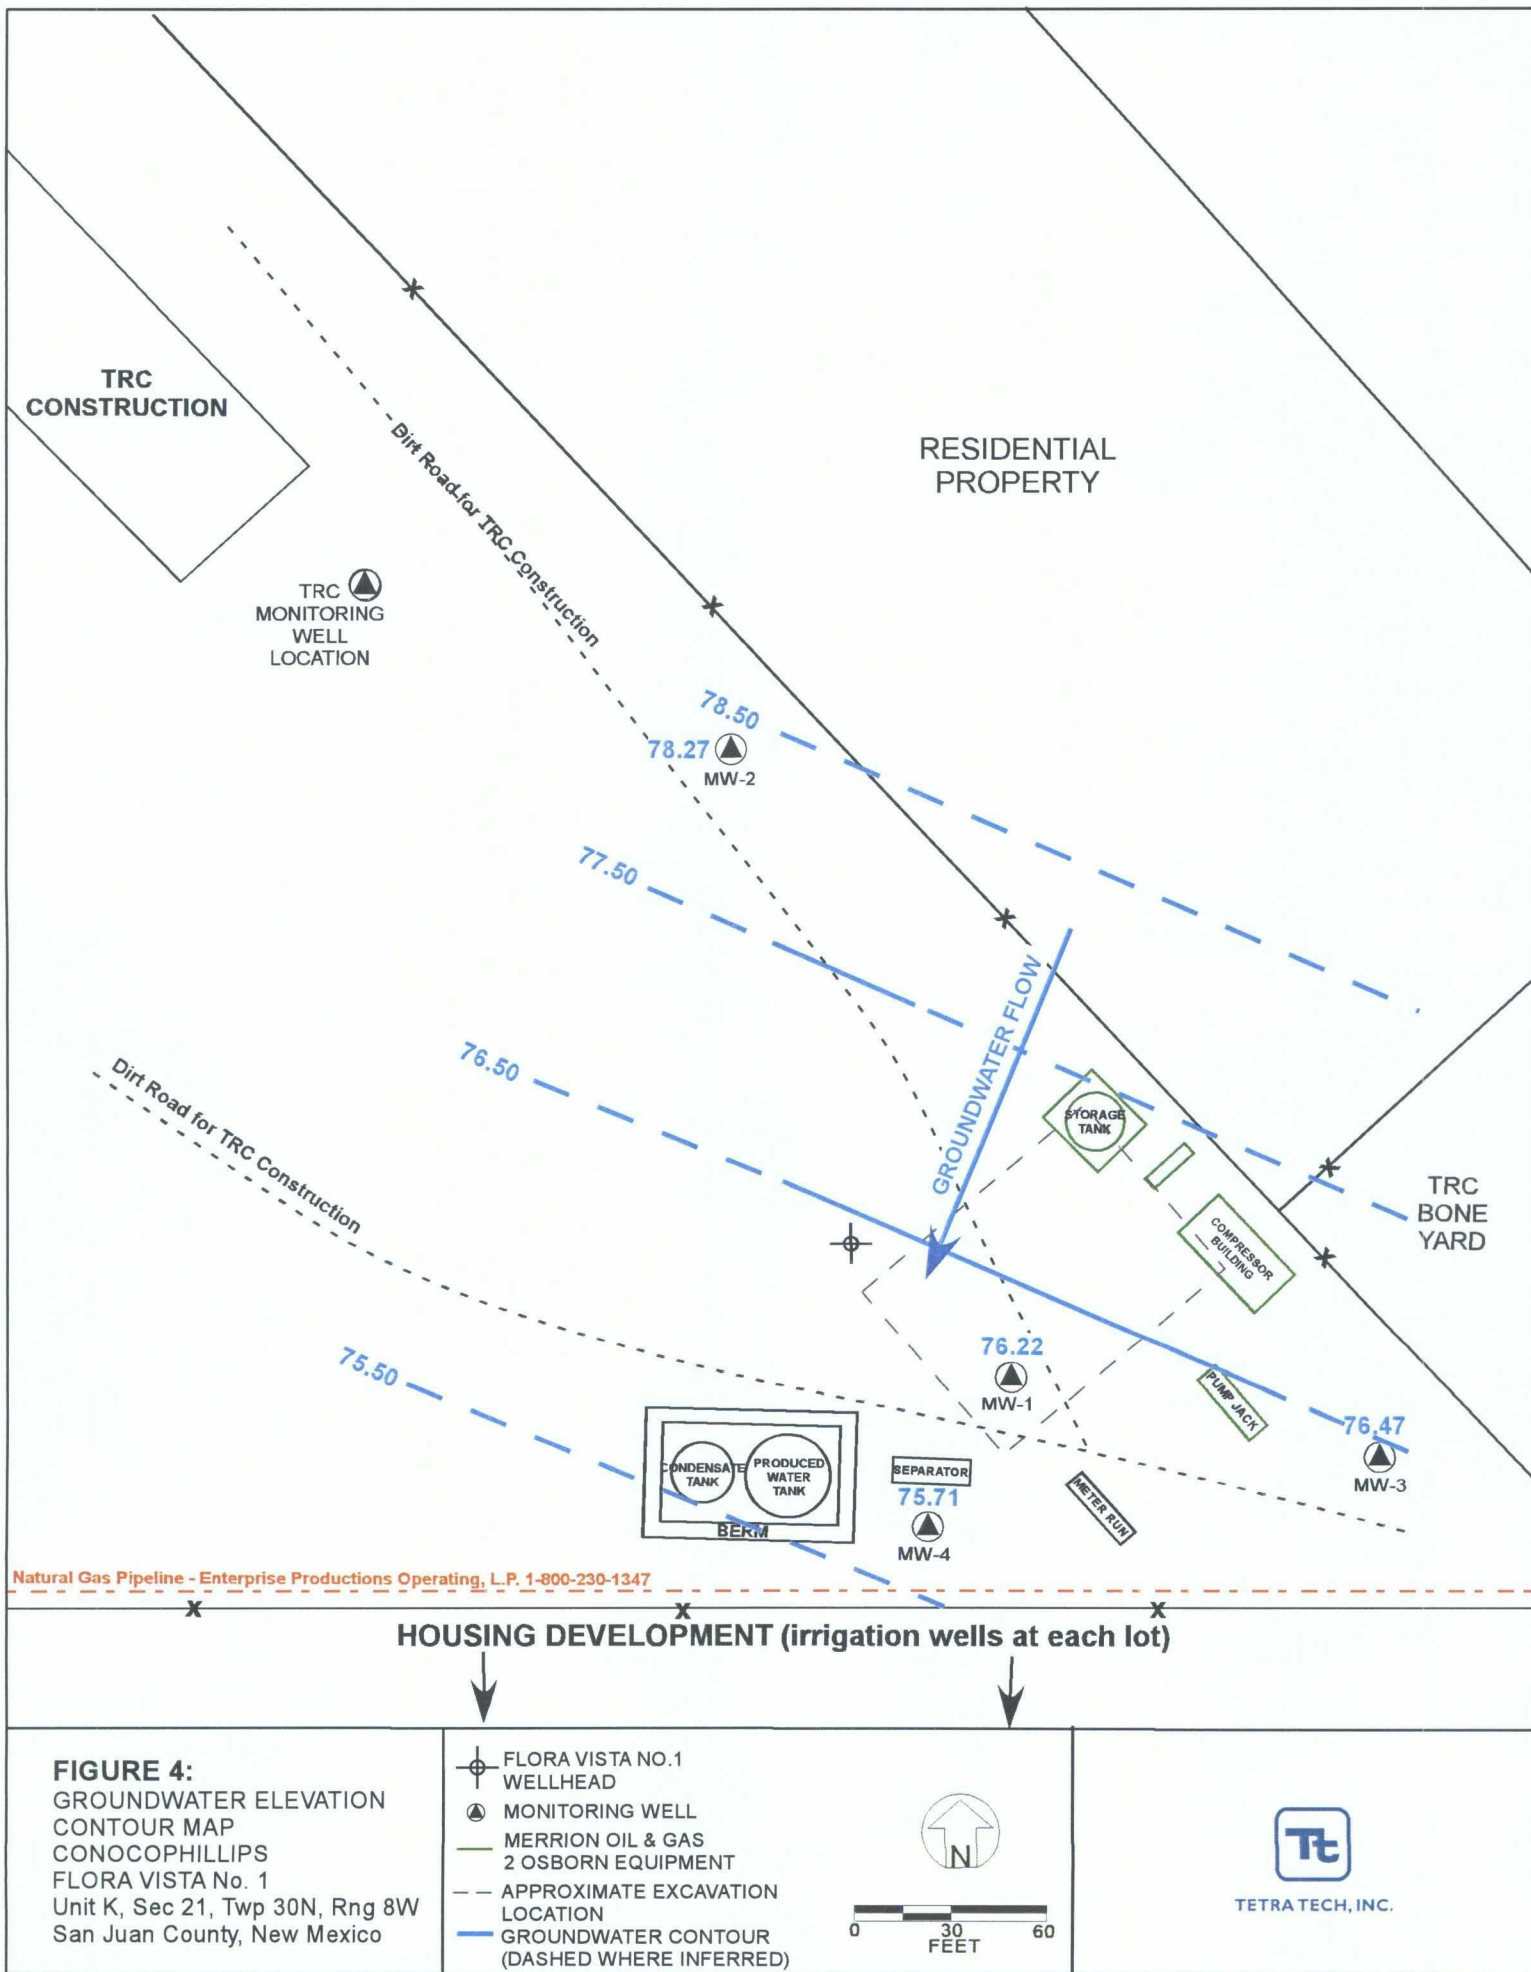 TRC
CONSTRUCTION
Dirt Road for TRC Construction
RESIDENTIAL
PROPERTY
TRC
MONITORING
WELL
LOCATION
78.50
78.27
MW-2
77.50
GROUNDWATER FLOW
76.50
Dirt Road for TRC Construction
STORAGE
TANK
COMPRESSOR
BUILDING
TRC
BONE
YARD
76.22
MW-1
PUMP JACK
76.47
MW-3
75.50
CONDENSATE
TANK
PRODUCED
WATER
TANK
BERM
SEPARATOR
75.71
MW-4
METER RUN
Natural Gas Pipeline - Enterprise Productions Operating, L.P. 1-800-230-1347
HOUSING DEVELOPMENT (irrigation wells at each lot)
FIGURE 4:
GROUNDWATER ELEVATION
CONTOUR MAP
CONOCOPHILLIPS
FLORA VISTA No. 1
Unit K, Sec 21, Twp 30N, Rng 8W
San Juan County, New Mexico
FLORA VISTA NO.1
WELLHEAD
MONITORING WELL
MERRION OIL & GAS
2 OSBORN EQUIPMENT
APPROXIMATE EXCAVATION
LOCATION
GROUNDWATER CONTOUR
(DASHED WHERE INFERRED)
N
0 30 60
FEET
Tt
TETRA TECH, INC.